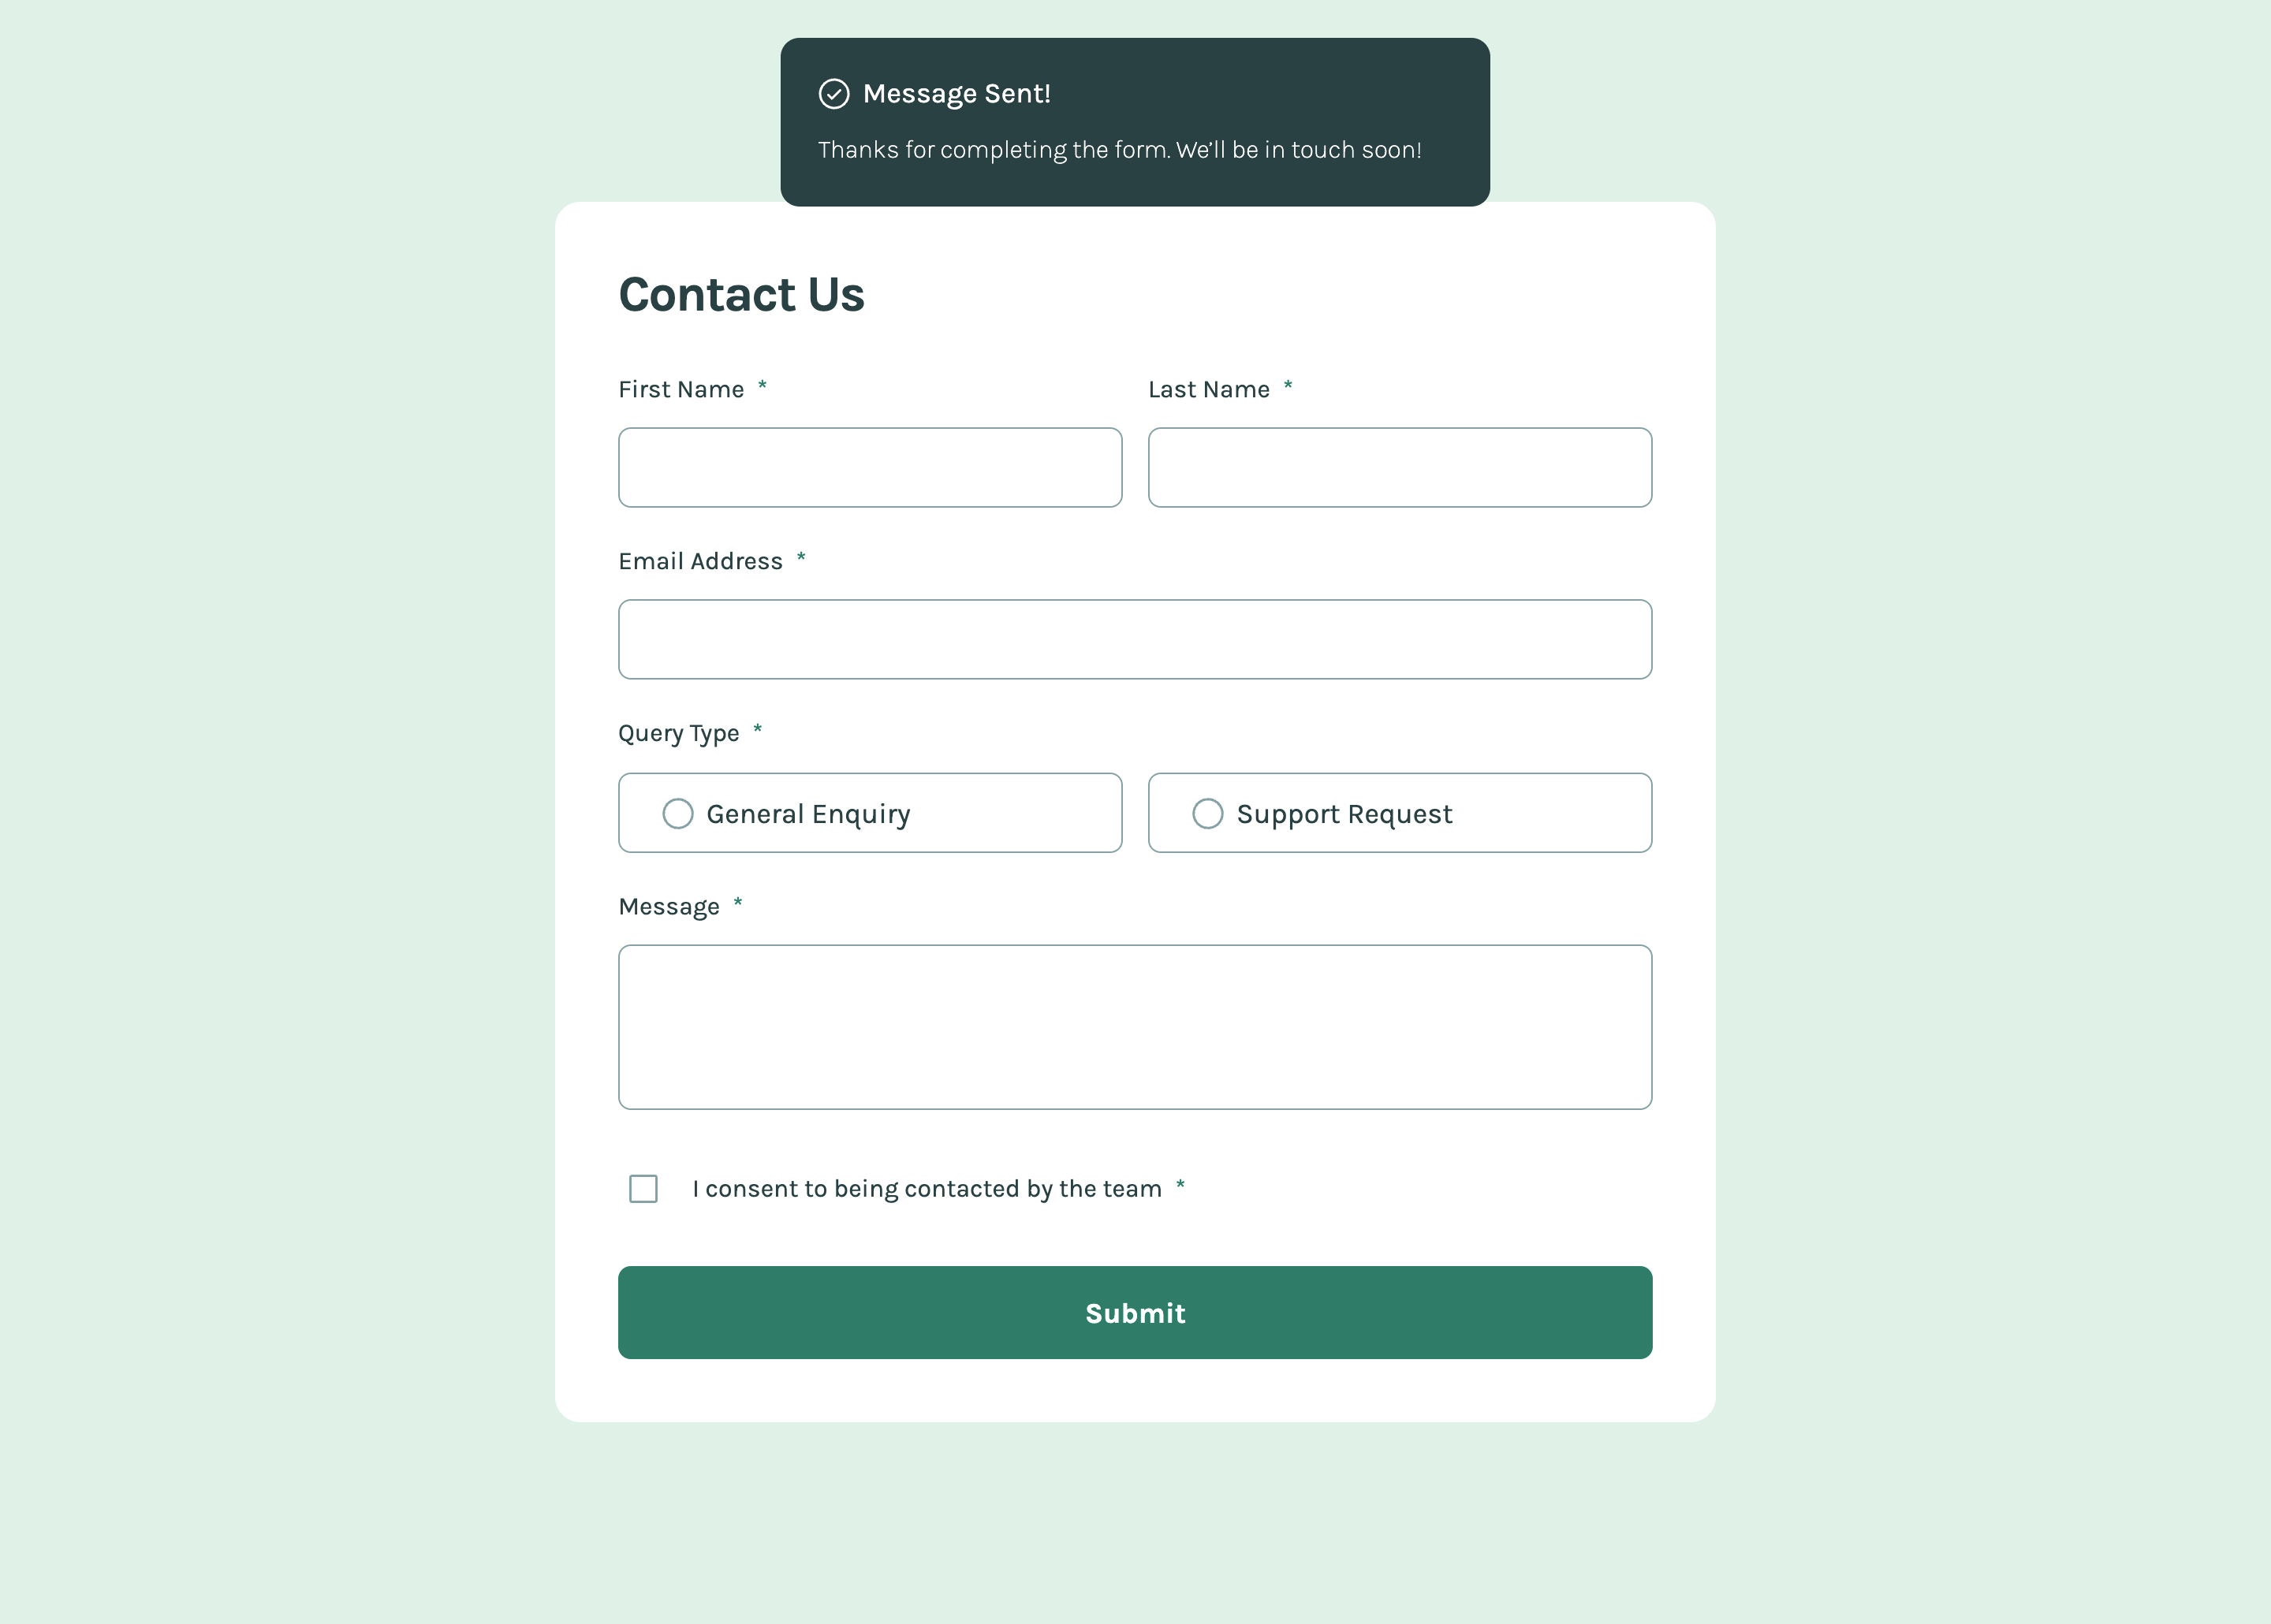 Message Sent!
Thanks for completing the form. We’ll be in touch soon!
Contact Us
First Name *
Last Name *
Email Address *
Query Type *
General Enquiry
Support Request
Message *
I consent to being contacted by the team *
Submit